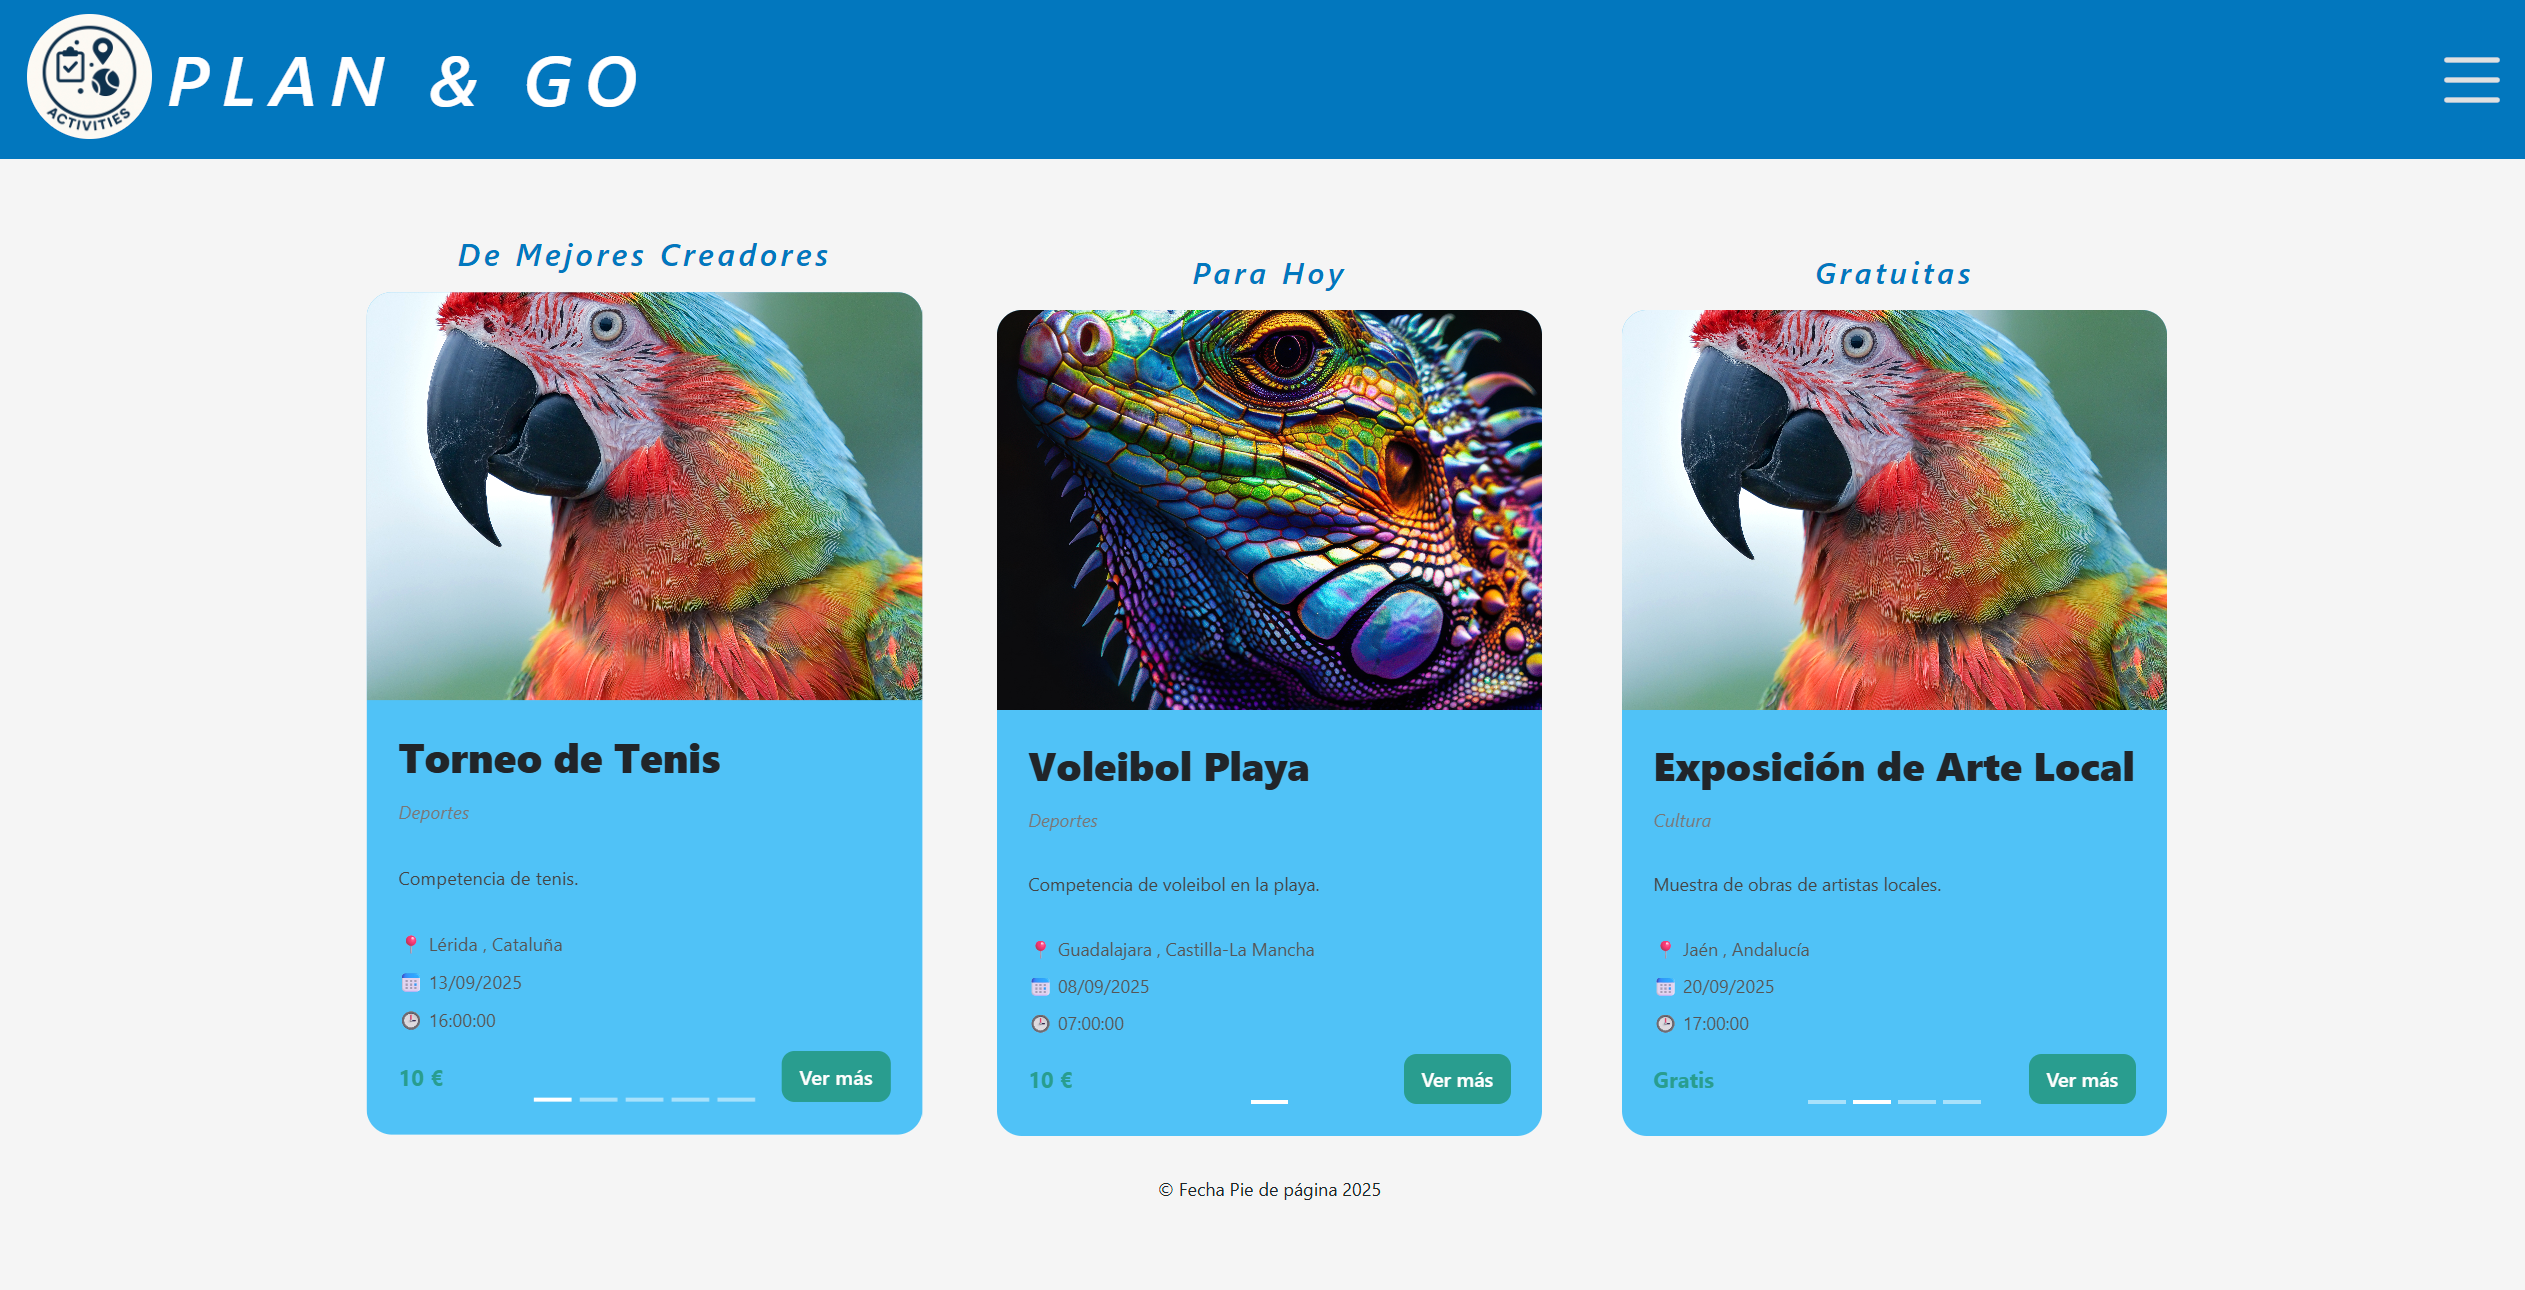 ACTIVITIES
PLAN & GO
De Mejores Creadores
Torneo de Tenis
Deportes
Competencia de tenis.
Lérida , Cataluña
13/09/2025
16:00:00
10 €
Ver más
Para Hoy
Voleibol Playa
Deportes
Competencia de voleibol en la playa.
Guadalajara , Castilla-La Mancha
08/09/2025
07:00:00
10 €
Ver más
Gratuitas
Exposición de Arte Local
Cultura
Muestra de obras de artistas locales.
Jaén , Andalucía
20/09/2025
17:00:00
Gratis
Ver más
© Fecha Pie de página 2025